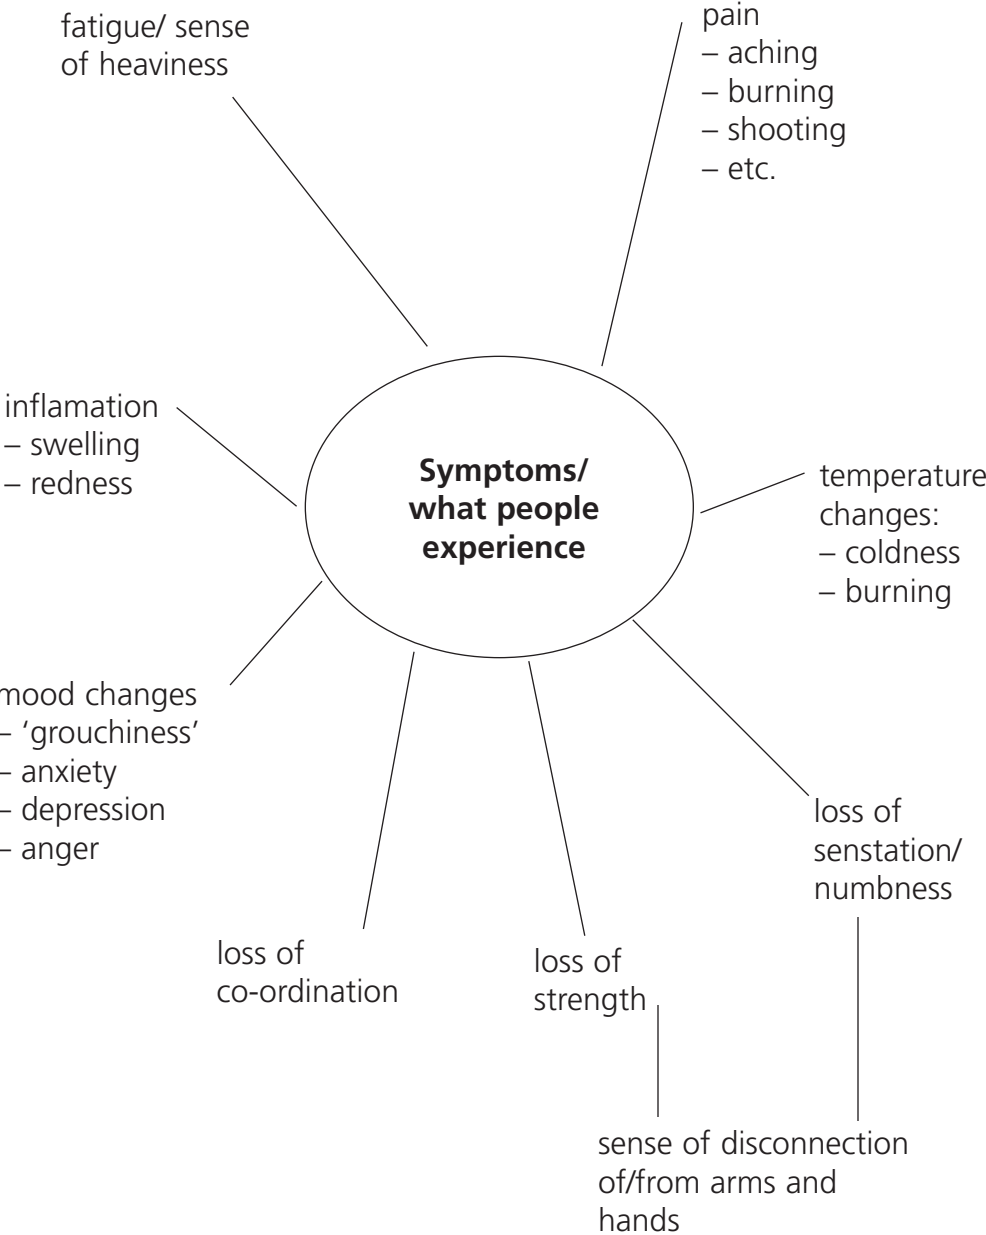 fatigue/ sense
of heaviness
pain
– aching
– burning
– shooting
– etc.
inflamation
– swelling
– redness
Symptoms/
what people
experience
temperature
changes:
– coldness
– burning
mood changes
– ‘grouchiness’
– anxiety
– depression
– anger
loss of
senstation/
numbness
loss of
co-ordination
loss of
strength
sense of disconnection
of/from arms and
hands